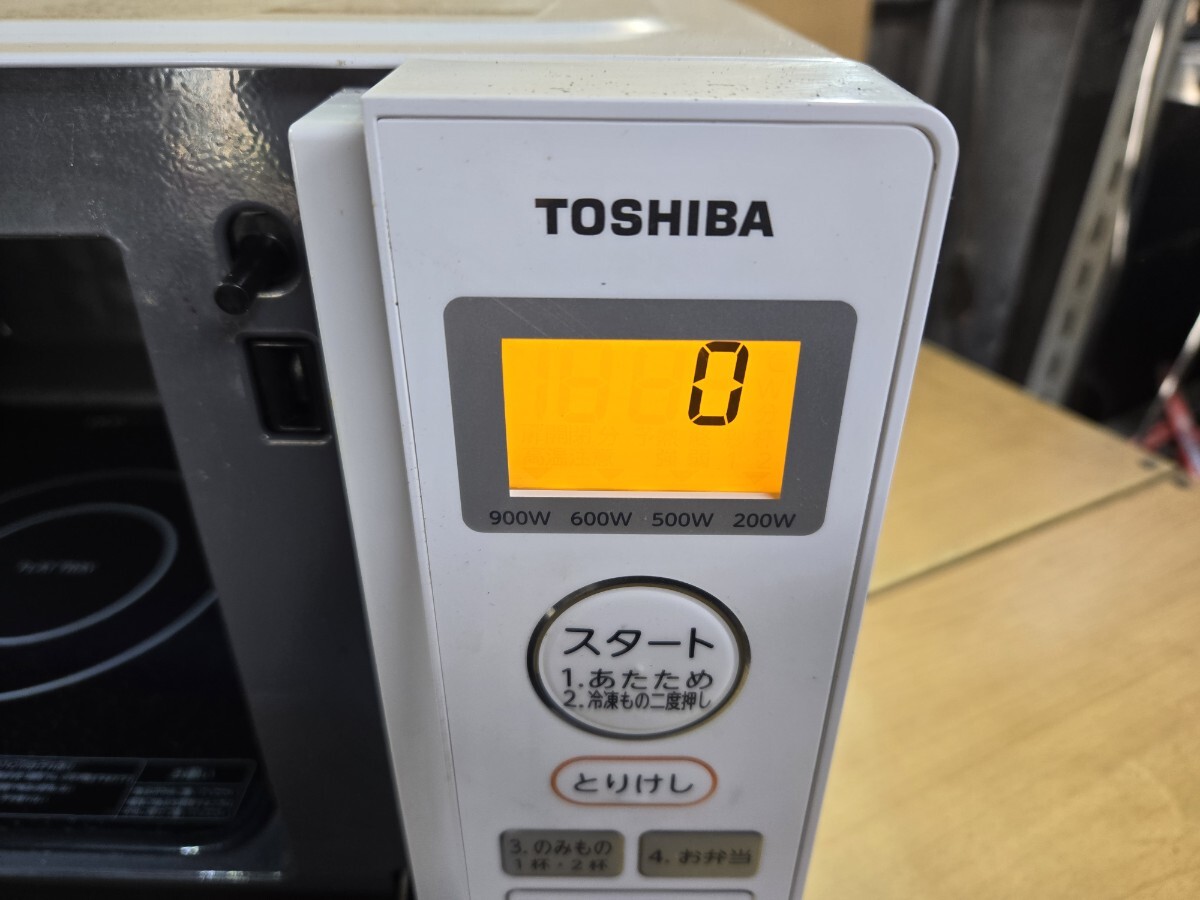 TOSHIBA
0
900W 600W 500W 200W
スタート
1.あたため
2.冷凍もの二度押し
とりけし
3.のみもの
1杯・2杯
4.お弁当